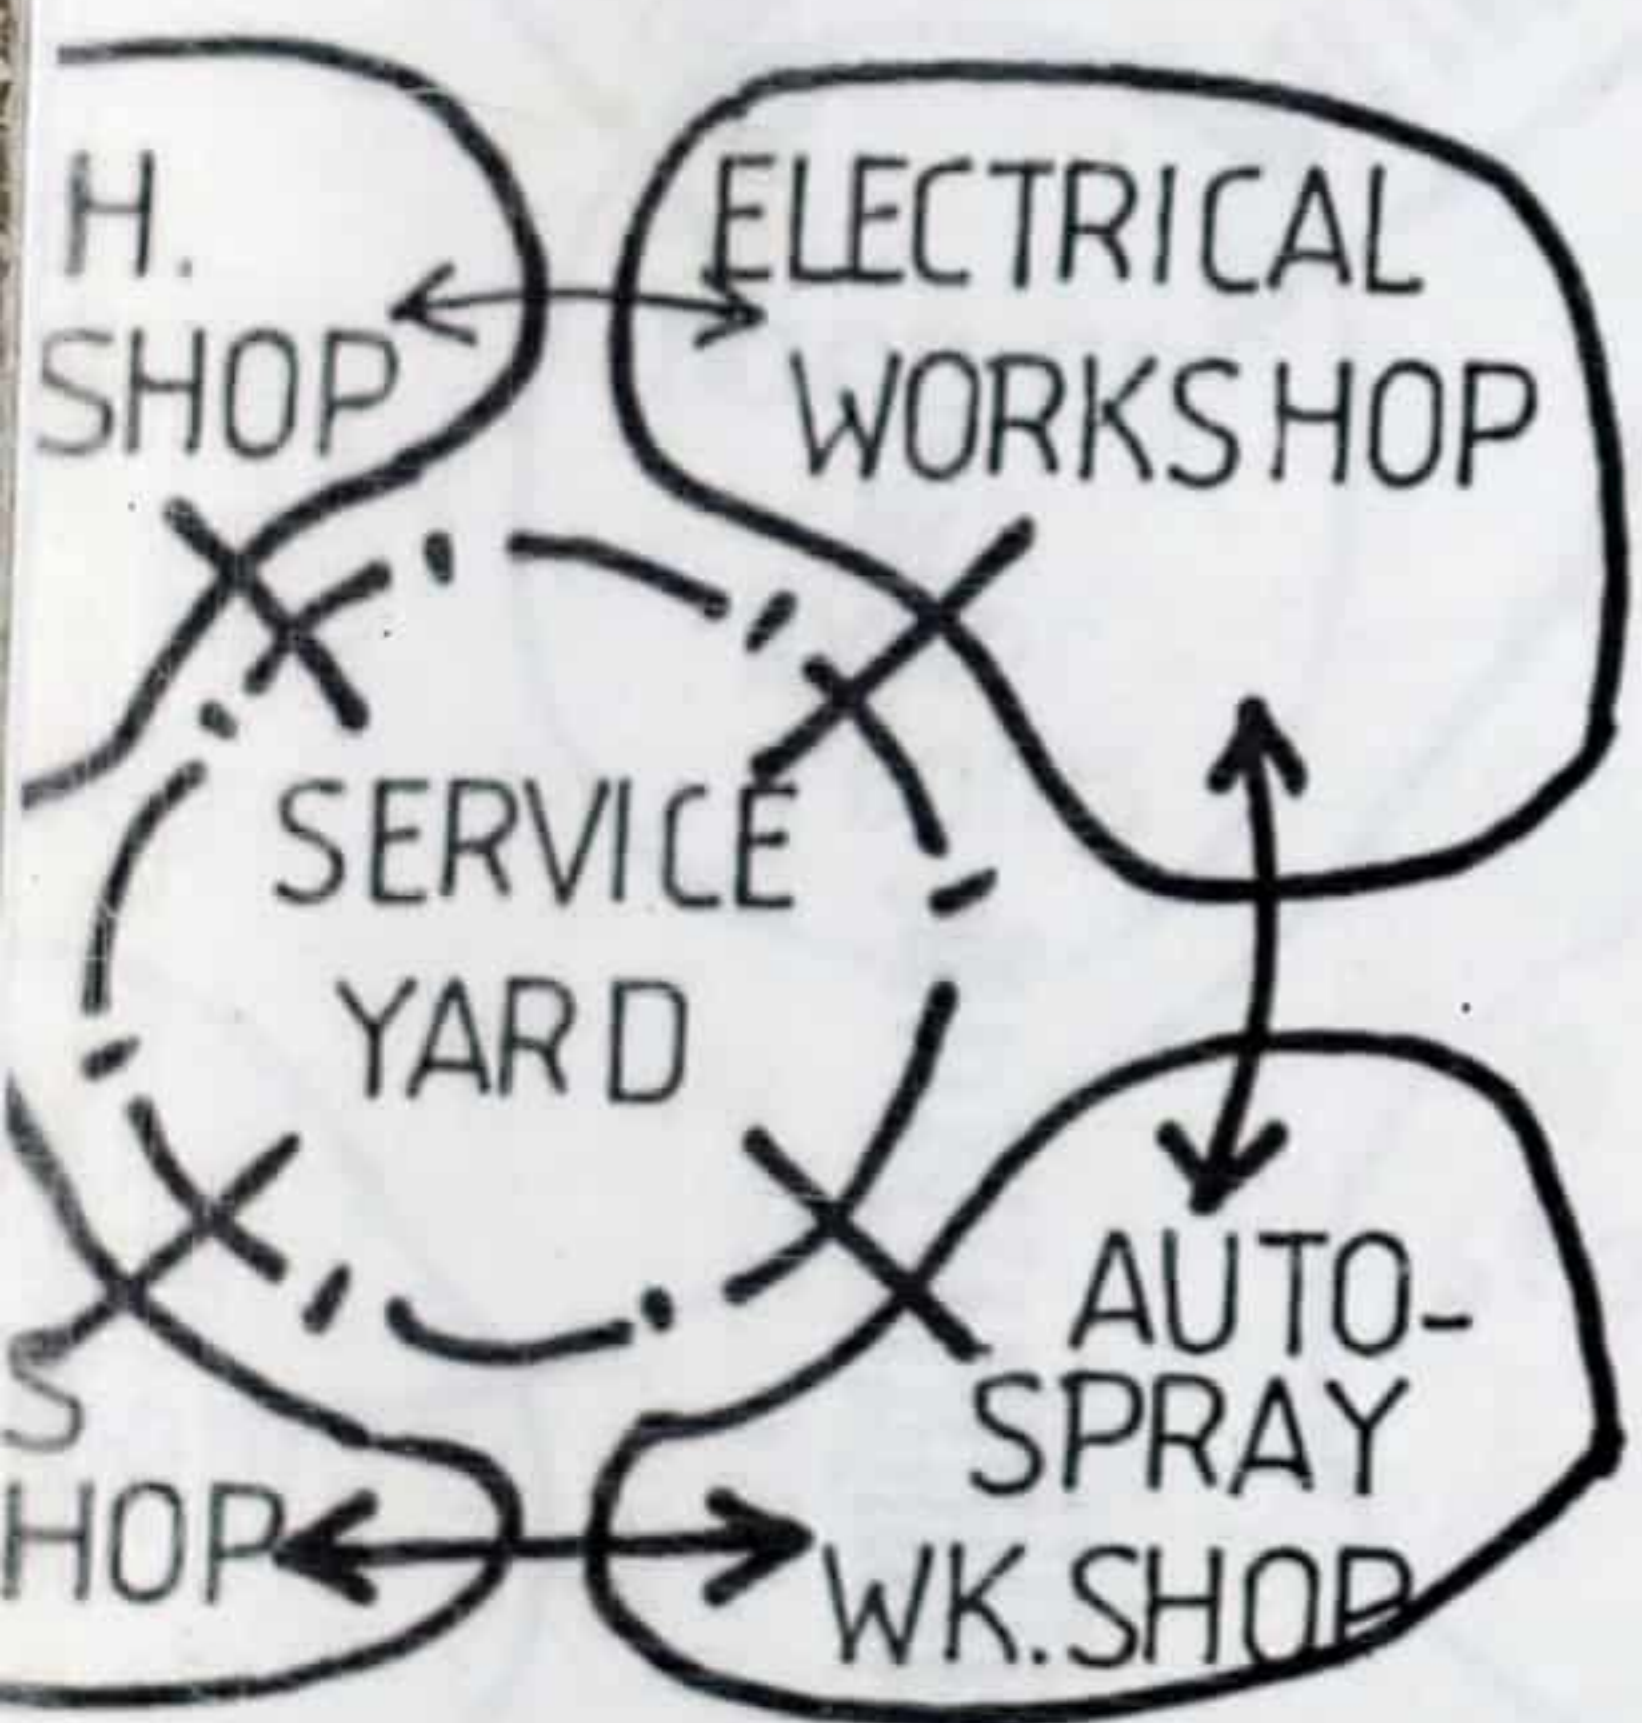 H.
SHOP
ELECTRICAL
WORKSHOP
SERVICE
YARD
S
HOP
AUTO-
SPRAY
WK.SHOP